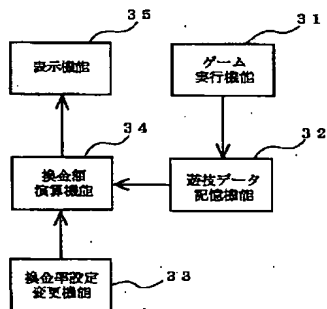 35
表示機能
31
ゲーム
実行機能
34
換金額
演算機能
32
遊技データ
記憶機能
換金率設定
変更機能
33